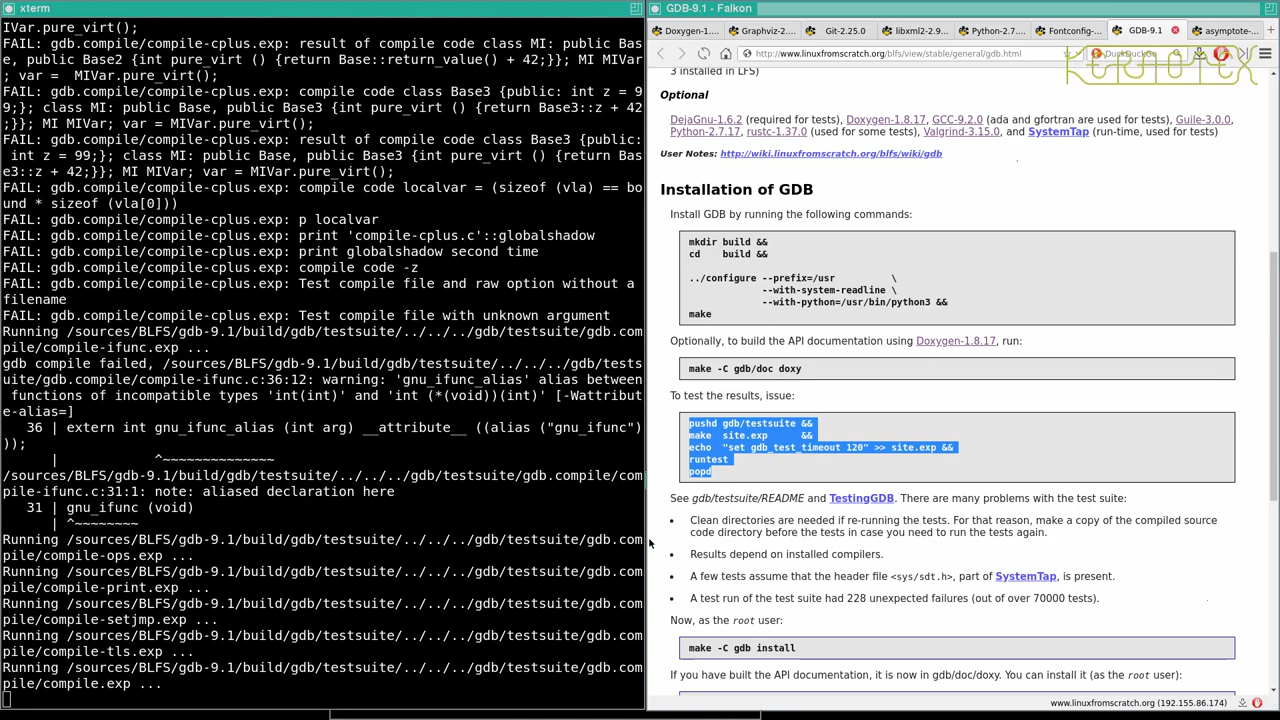 xterm
IVar.pure_virt();
FAIL: gdb.compile/compile-cplus.exp: result of compile code class MI: public Bas
e, public Base2 {int pure_virt () {return Base::return_value() + 42;}}; MI MIVar
; var =  MIVar.pure_virt();
FAIL: gdb.compile/compile-cplus.exp: compile code class Base3 {public: int z = 9
9;}; class MI: public Base, public Base3 {int pure_virt () {return Base3::z + 42
;}}; MI MIVar; var = MIVar.pure_virt();
FAIL: gdb.compile/compile-cplus.exp: result of compile code class Base3 {public:
 int z = 99;}; class MI: public Base, public Base3 {int pure_virt () {return Bas
e3::z + 42;}}; MI MIVar; var = MIVar.pure_virt();
FAIL: gdb.compile/compile-cplus.exp: compile code localvar = (sizeof (vla) == bo
und * sizeof (vla[0]))
FAIL: gdb.compile/compile-cplus.exp: p localvar
FAIL: gdb.compile/compile-cplus.exp: print 'compile-cplus.c'::globalshadow
FAIL: gdb.compile/compile-cplus.exp: print globalshadow second time
FAIL: gdb.compile/compile-cplus.exp: compile code -z
FAIL: gdb.compile/compile-cplus.exp: Test compile file and raw option without a
filename
FAIL: gdb.compile/compile-cplus.exp: Test compile file with unknown argument
Running /sources/BLFS/gdb-9.1/build/gdb/testsuite/../../../gdb/testsuite/gdb.com
pile/compile-ifunc.exp ...
gdb compile failed, /sources/BLFS/gdb-9.1/build/gdb/testsuite/../../../gdb/tests
uite/gdb.compile/compile-ifunc.c:36:12: warning: 'gnu_ifunc_alias' alias between
functions of incompatible types 'int(int)' and 'int (*(void))(int)' [-Wattribut
e-alias=]
36 | extern int gnu_ifunc_alias (int arg) __attribute__ ((alias ("gnu_ifunc")
));
|            ^~~~~~~~~~~~~~~
/sources/BLFS/gdb-9.1/build/gdb/testsuite/../../../gdb/testsuite/gdb.compile/com
pile-ifunc.c:31:1: note: aliased declaration here
31 | gnu_ifunc (void)
| ^~~~~~~~~
Running /sources/BLFS/gdb-9.1/build/gdb/testsuite/../../../gdb/testsuite/gdb.com
pile/compile-ops.exp ...
Running /sources/BLFS/gdb-9.1/build/gdb/testsuite/../../../gdb/testsuite/gdb.com
pile/compile-print.exp ...
Running /sources/BLFS/gdb-9.1/build/gdb/testsuite/../../../gdb/testsuite/gdb.com
pile/compile-setjmp.exp ...
Running /sources/BLFS/gdb-9.1/build/gdb/testsuite/../../../gdb/testsuite/gdb.com
pile/compile-tls.exp ...
Running /sources/BLFS/gdb-9.1/build/gdb/testsuite/../../../gdb/testsuite/gdb.com
pile/compile.exp ...
GDB-9.1 - Falkon
Doxygen-1.... Graphviz-2.... Git-2.25.0 libxml2-2.9... Python-2.7.... Fontconfig-... GDB-9.1 asymptote-...
http://www.linuxfromscratch.org/blfs/view/stable/general/gdb.html DuckDuckGo
KERNOTEX
3 installed in LFS)
Optional
DejaGnu-1.6.2 (required for tests), Doxygen-1.8.17, GCC-9.2.0 (ada and gfortran are used for tests), Guile-3.0.0,
Python-2.7.17, rustc-1.37.0 (used for some tests), Valgrind-3.15.0, and SystemTap (run-time, used for tests)
User Notes: http://wiki.linuxfromscratch.org/blfs/wiki/gdb
Installation of GDB
Install GDB by running the following commands:
mkdir build &&
cd    build &&
../configure --prefix=/usr          \
--with-system-readline \
--with-python=/usr/bin/python3 &&
make
Optionally, to build the API documentation using Doxygen-1.8.17, run:
make -C gdb/doc doxy
To test the results, issue:
pushd gdb/testsuite &&
make  site.exp      &&
echo  "set gdb_test_timeout 120" >> site.exp &&
runtest
popd
See gdb/testsuite/README and TestingGDB. There are many problems with the test suite:
• Clean directories are needed if re-running the tests. For that reason, make a copy of the compiled source
code directory before the tests in case you need to run the tests again.
• Results depend on installed compilers.
• A few tests assume that the header file <sys/sdt.h>, part of SystemTap, is present.
• A test run of the test suite had 228 unexpected failures (out of over 70000 tests).
Now, as the root user:
make -C gdb install
If you have built the API documentation, it is now in gdb/doc/doxy. You can install it (as the root user):
www.linuxfromscratch.org (192.155.86.174)